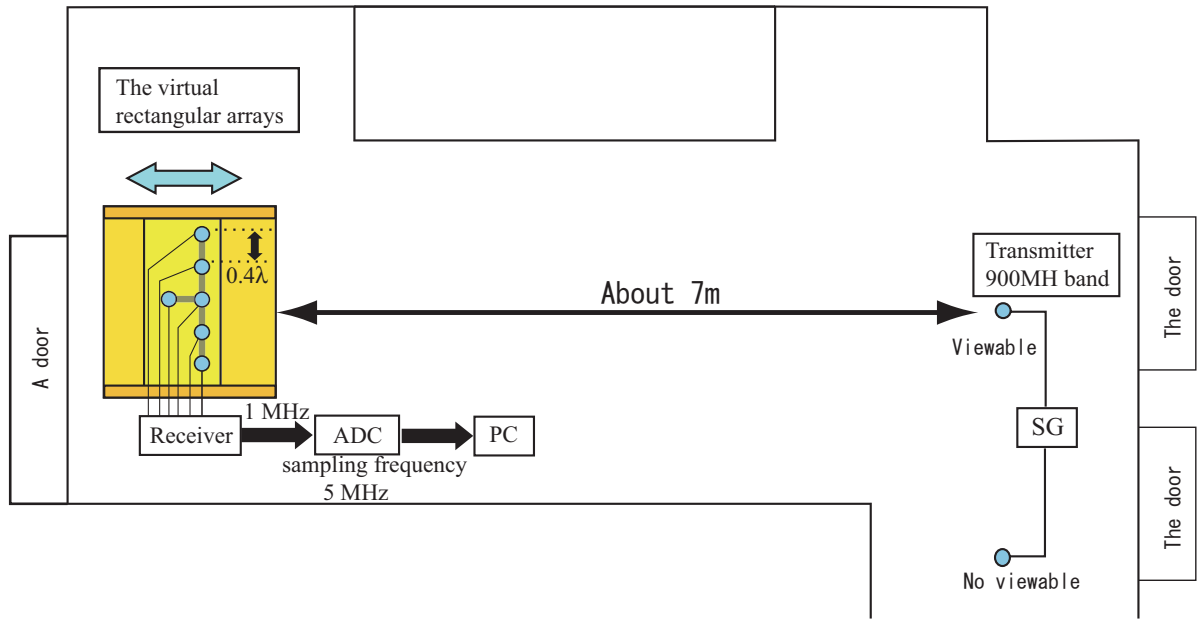 The virtual
rectangular arrays
0.4λ
A door
About 7m
Transmitter
900MH band
Viewable
The door
1 MHz
Receiver
ADC
PC
sampling frequency
5 MHz
SG
The door
No viewable